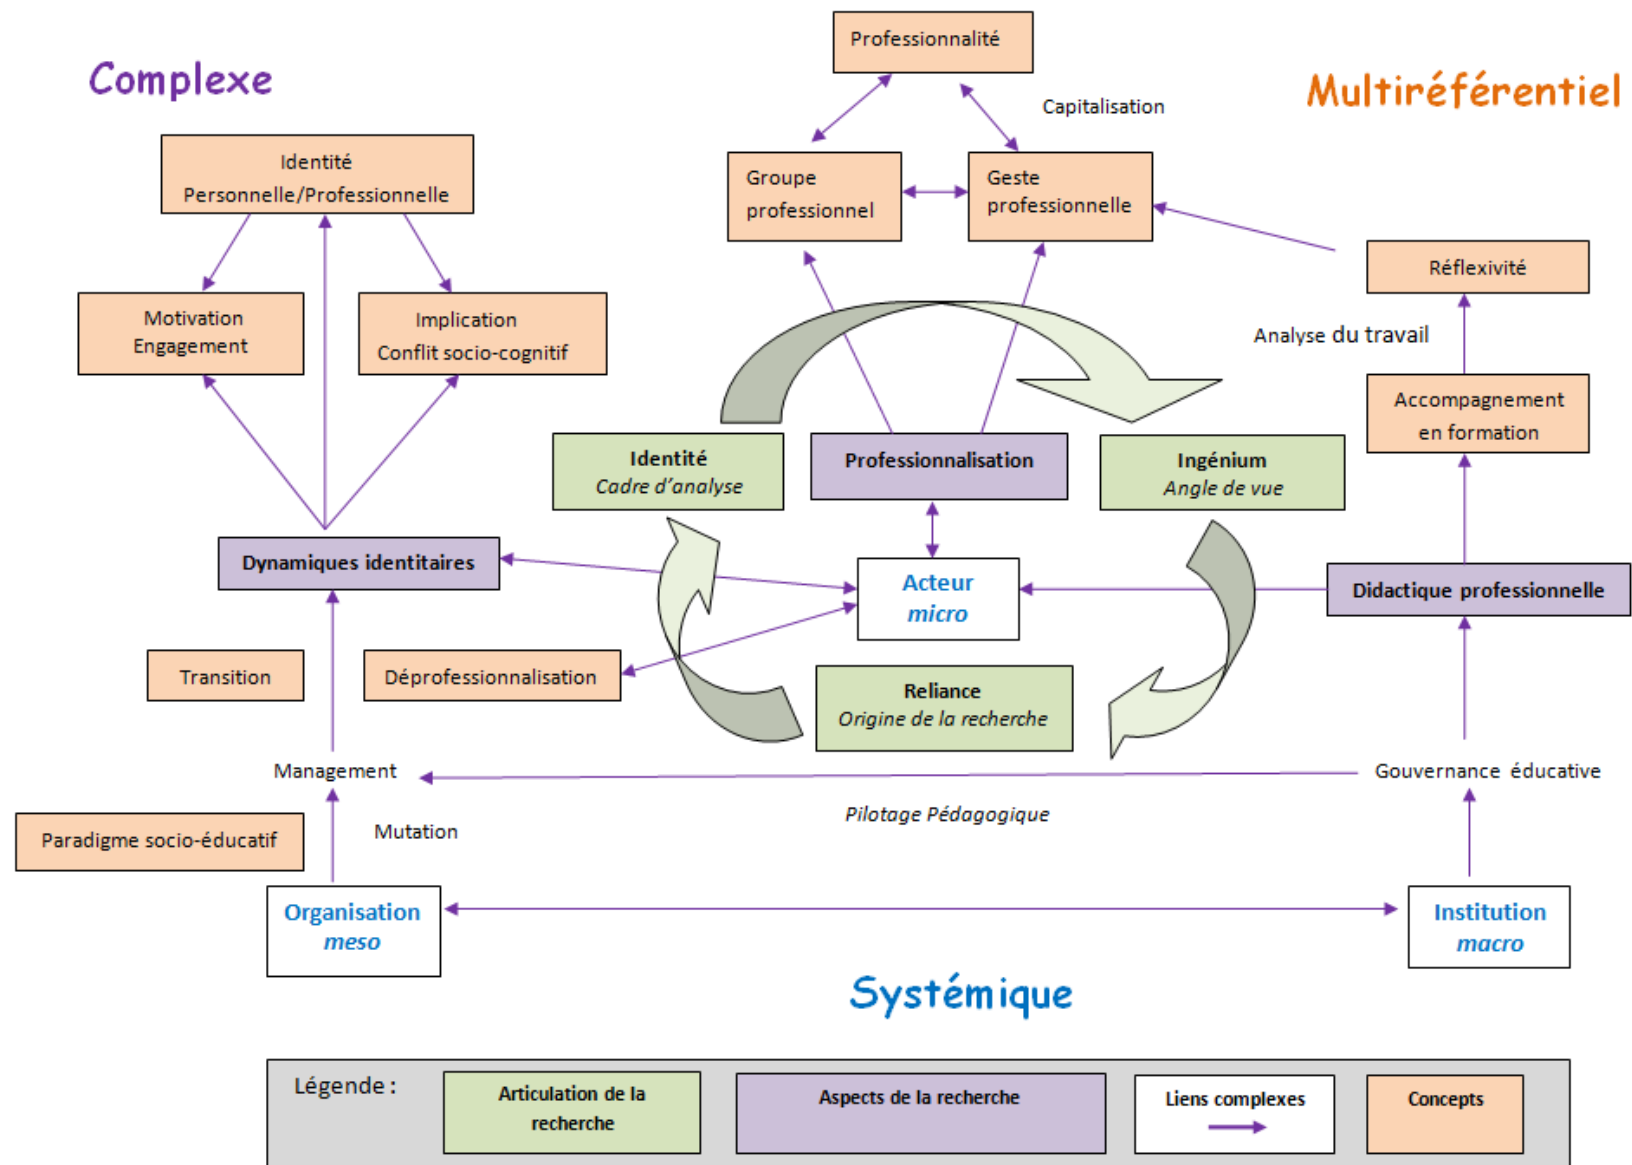 Professionnalité
Complexe
Multiréférentiel
Capitalisation
Identité
Personnelle/Professionnelle
Groupe
professionnel
Geste
professionnelle
Réflexivité
Motivation
Engagement
Implication
Conflit socio-cognitif
Analyse du travail
Accompagnement
en formation
Identité
Cadre d'analyse
Professionnalisation
Ingénium
Angle de vue
Dynamiques identitaires
Acteur
micro
Didactique professionnelle
Transition
Déprofessionnalisation
Reliance
Origine de la recherche
Management
Gouvernance éducative
Pilotage Pédagogique
Paradigme socio-éducatif
Mutation
Organisation
meso
Institution
macro
Systémique
Légende :
Articulation de la
recherche
Aspects de la recherche
Liens complexes
Concepts